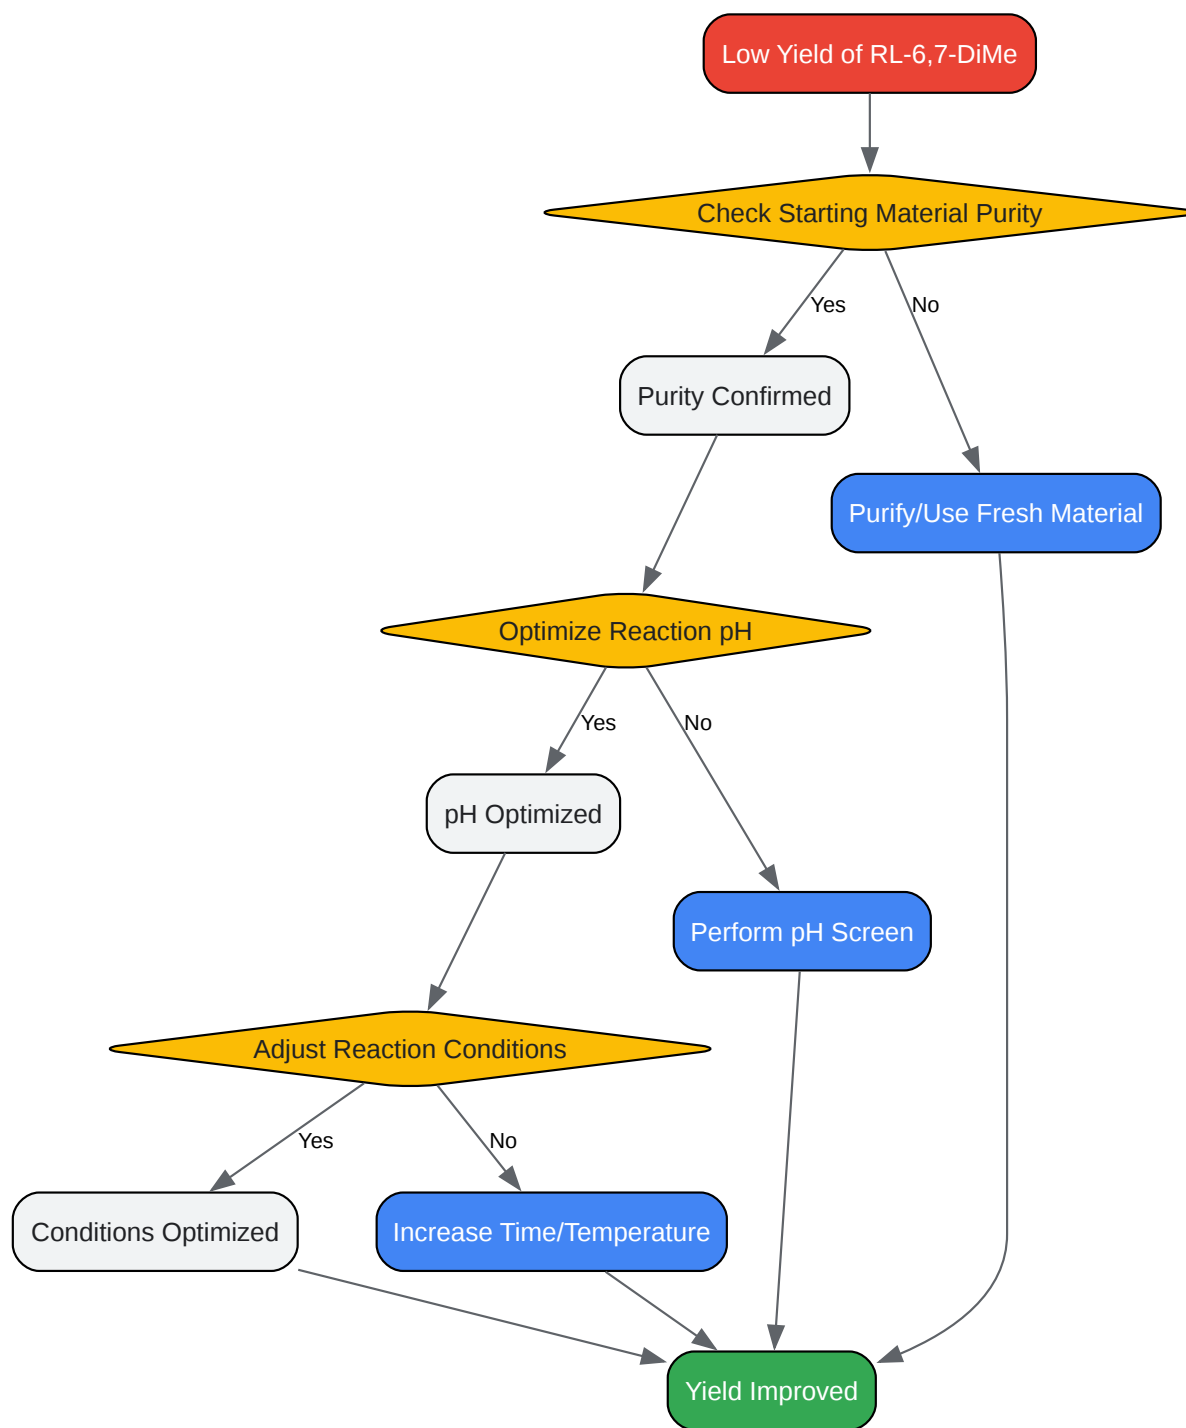 Low Yield of RL-6,7-DiMe
Check Starting Material Purity
Yes
No
Purity Confirmed
Purify/Use Fresh Material
Optimize Reaction pH
Yes
No
pH Optimized
Perform pH Screen
Adjust Reaction Conditions
Yes
No
Conditions Optimized
Increase Time/Temperature
Yield Improved